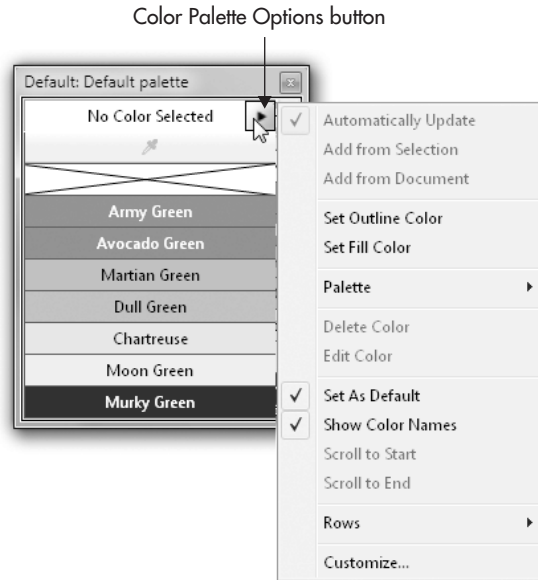 Color Palette Options button
Default: Default palette
No Color Selected
Army Green
Avocado Green
Martian Green
Dull Green
Chartreuse
Moon Green
Murky Green
Automatically Update
Add from Selection
Add from Document
Set Outline Color
Set Fill Color
Palette
Delete Color
Edit Color
Set As Default
Show Color Names
Scroll to Start
Scroll to End
Rows
Customize...